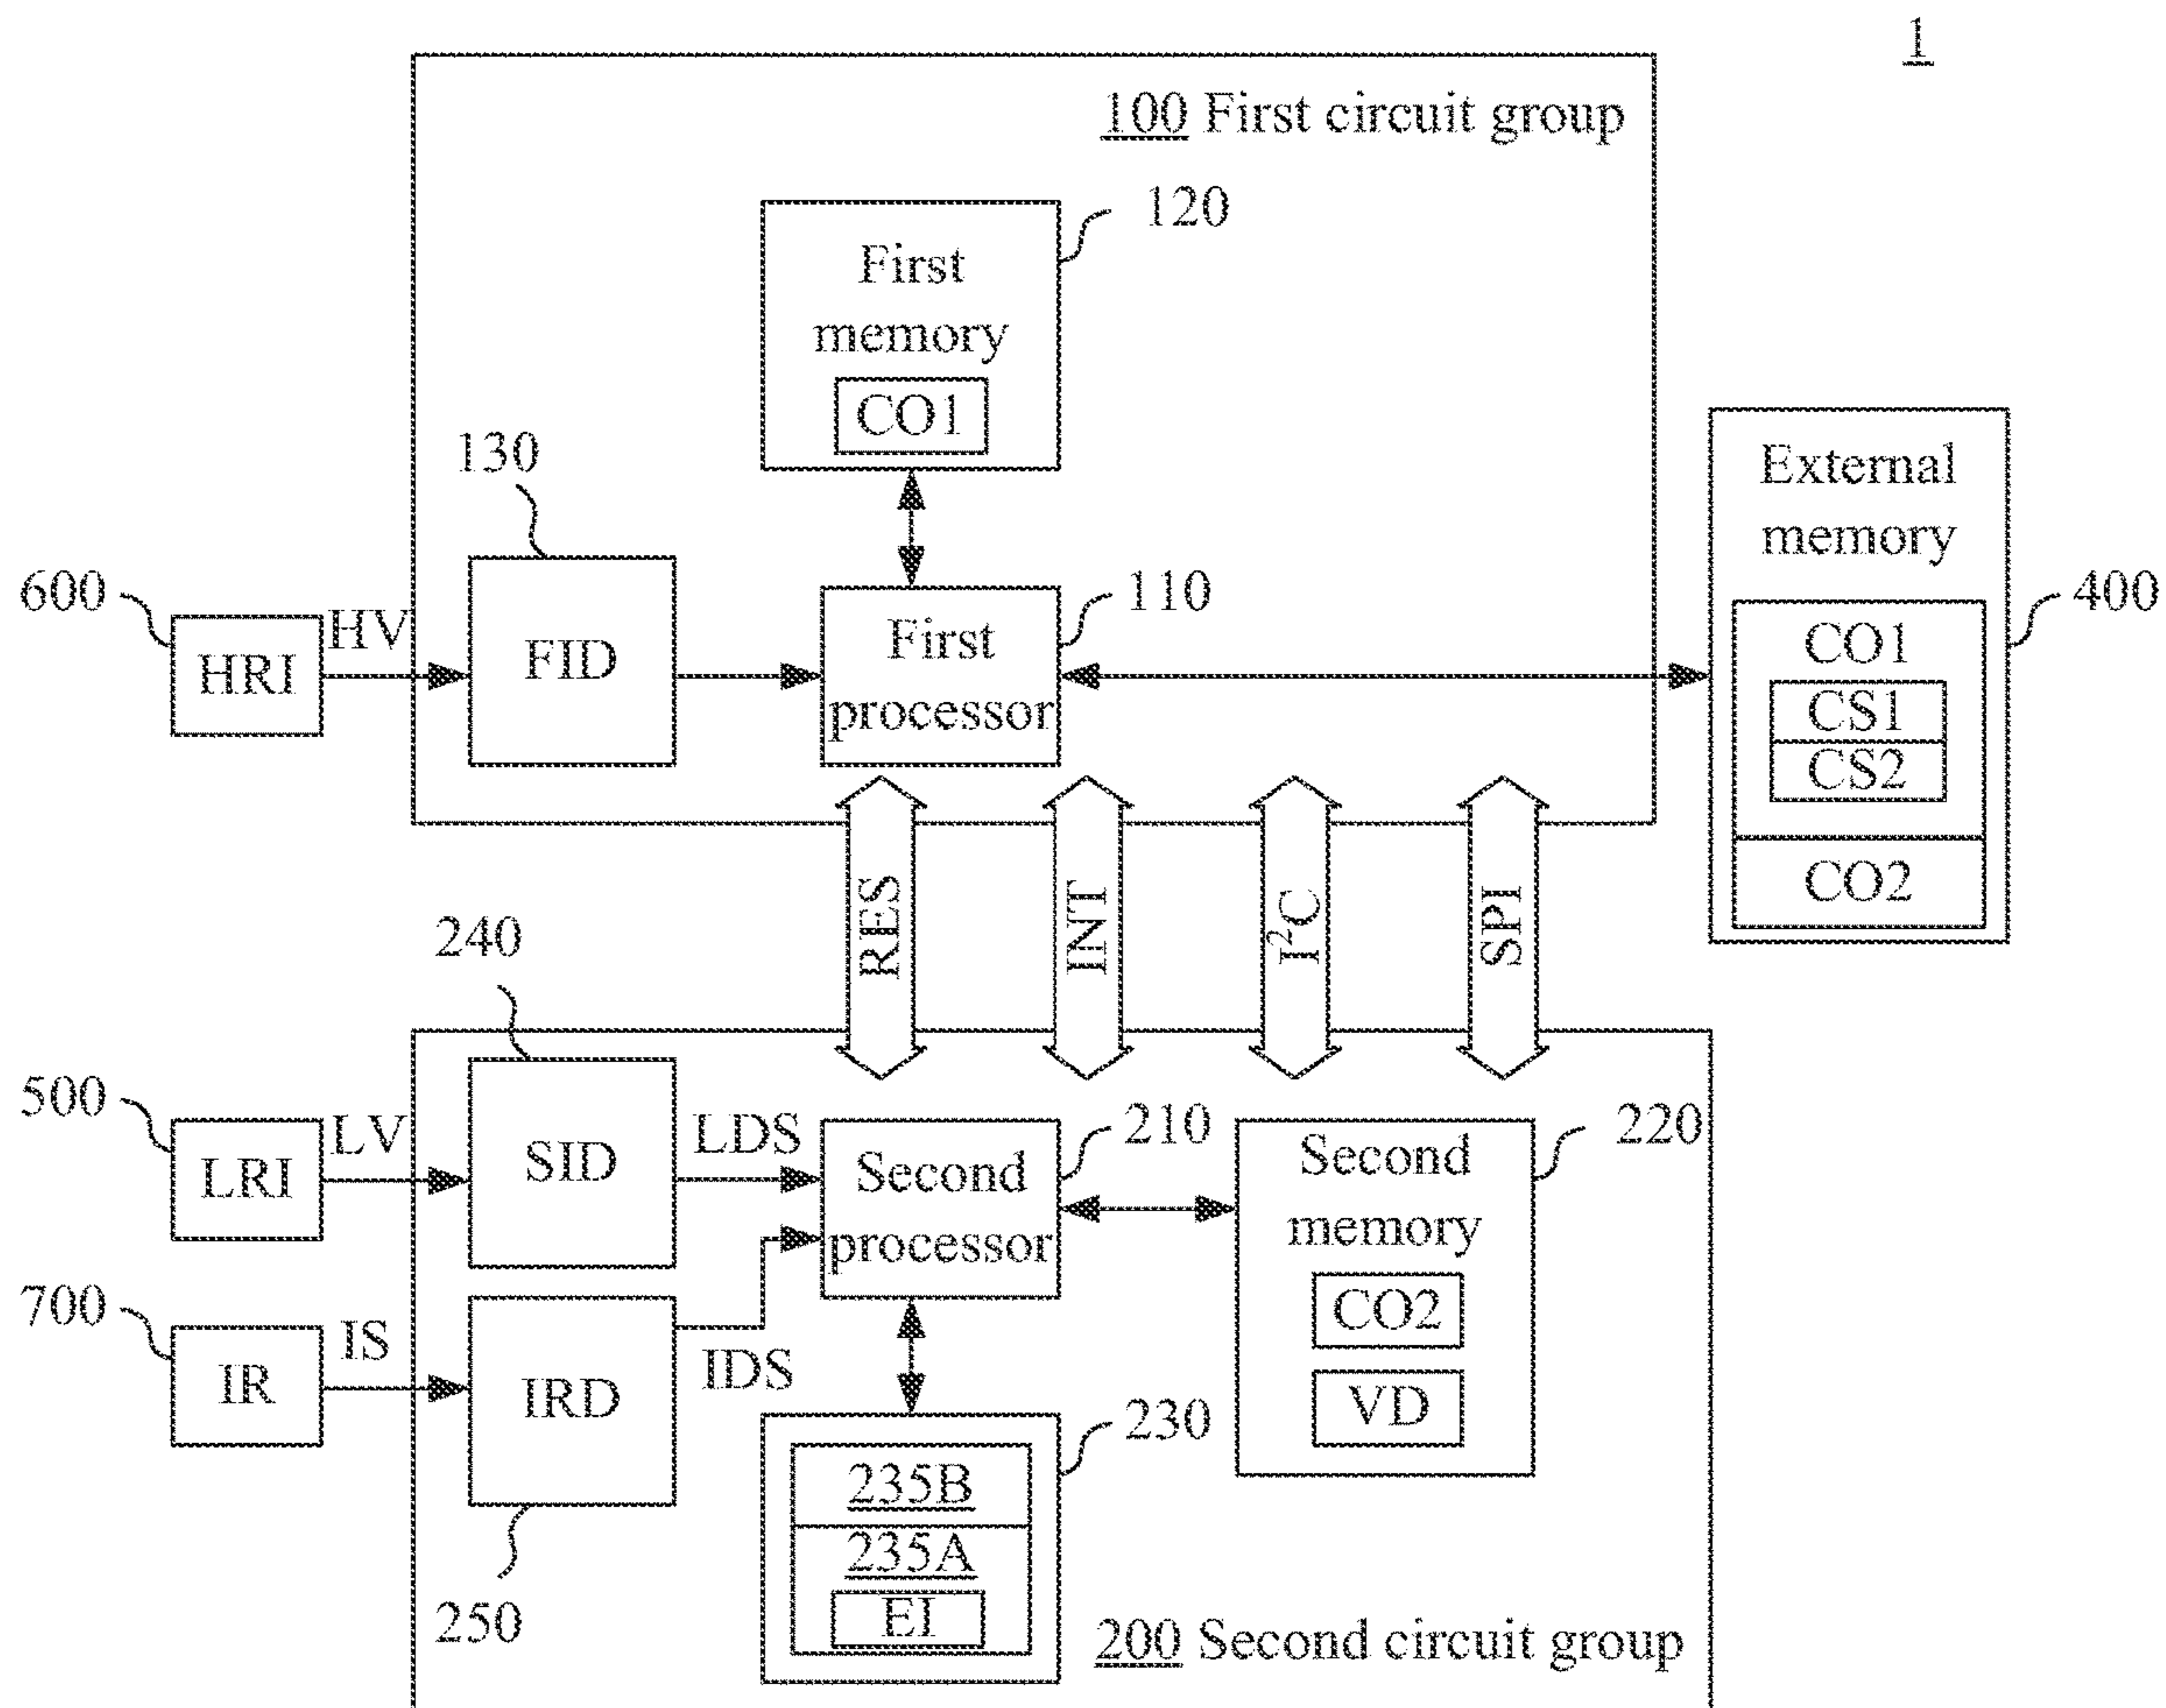 1
100 First circuit group
120
First
memory
CO1
130
External
memory
600
HV
HRI
FID
First
processor
110
400
CO1
CS1
CS2
CO2
RES
INT
I²C
SPI
240
500
LV
LRI
SID
LDS
Second
processor
210
Second
memory
220
CO2
VD
700
IS
IR
IRD
IDS
230
235B
235A
EI
250
200 Second circuit group